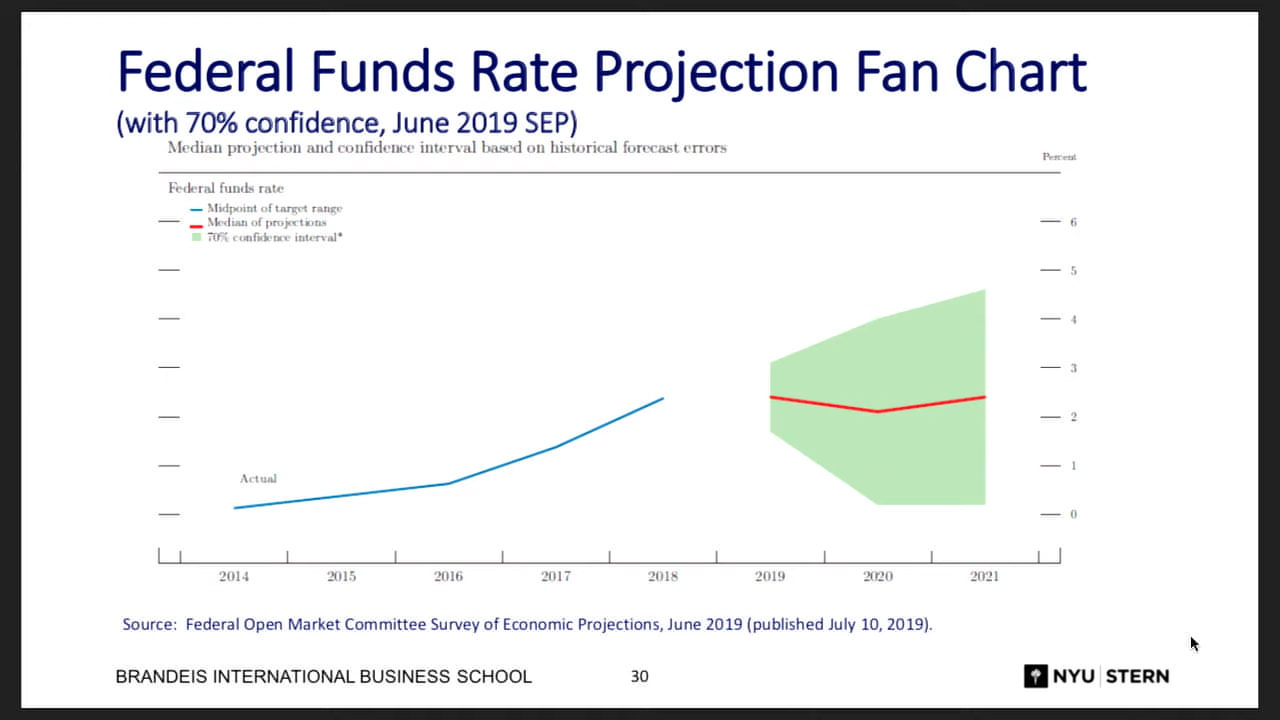 Federal Funds Rate Projection Fan Chart
(with 70% confidence, June 2019 SEP)
Median projection and confidence interval based on historical forecast errors
Percent
Federal funds rate
Midpoint of target range
Median of projections
70% confidence interval*
6
5
4
3
2
1
0
Actual
2014 2015 2016 2017 2018 2019 2020 2021
Source: Federal Open Market Committee Survey of Economic Projections, June 2019 (published July 10, 2019).
BRANDEIS INTERNATIONAL BUSINESS SCHOOL 30 NYU STERN